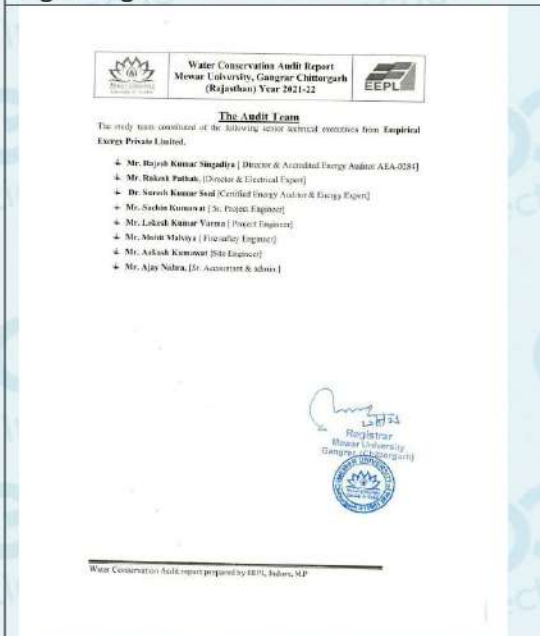 Water Conservation Audit Report
Mewar University, Gangrar Chittorgarh
(Rajasthan) Year 2021-22
EEPL
The Audit Team
The study team constituted of the following senior technical executives from Empirical
Exergy Private Limited.
Mr. Rajesh Kumar Singadiya [ Director & Accredited Energy Auditor AEA-0284]
Mr. Rakesh Pathak, [Director & Electrical Expert]
Dr. Suresh Kumar Soni [Certified Energy Auditor & Energy Expert]
Mr. Sachin Kumawat [ Sr. Project Engineer]
Mr. Lokesh Kumar Varma [ Project Engineer]
Mr. Mohit Malviya [ Fire safety Engineer]
Mr. Aakash Kumawat [Site Engineer]
Mr. Ajay Nahra, [Sr. Accountant & admin ]
Registrar
Mewar University
Gangrar (Chittorgarh)
MEWAR UNIVERSITY
Water Conservation Audit report prepared by EEPL, Indore, M.P